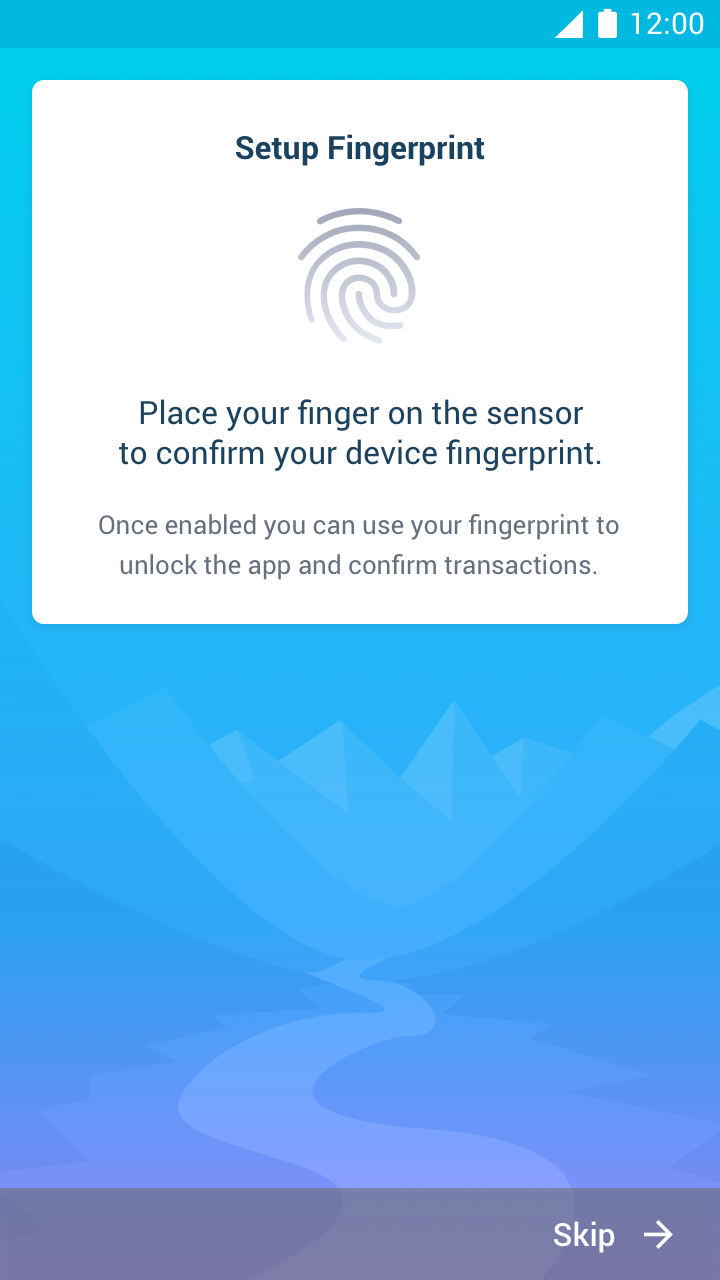 12:00
Setup Fingerprint
Place your finger on the sensor
to confirm your device fingerprint.
Once enabled you can use your fingerprint to
unlock the app and confirm transactions.
Skip